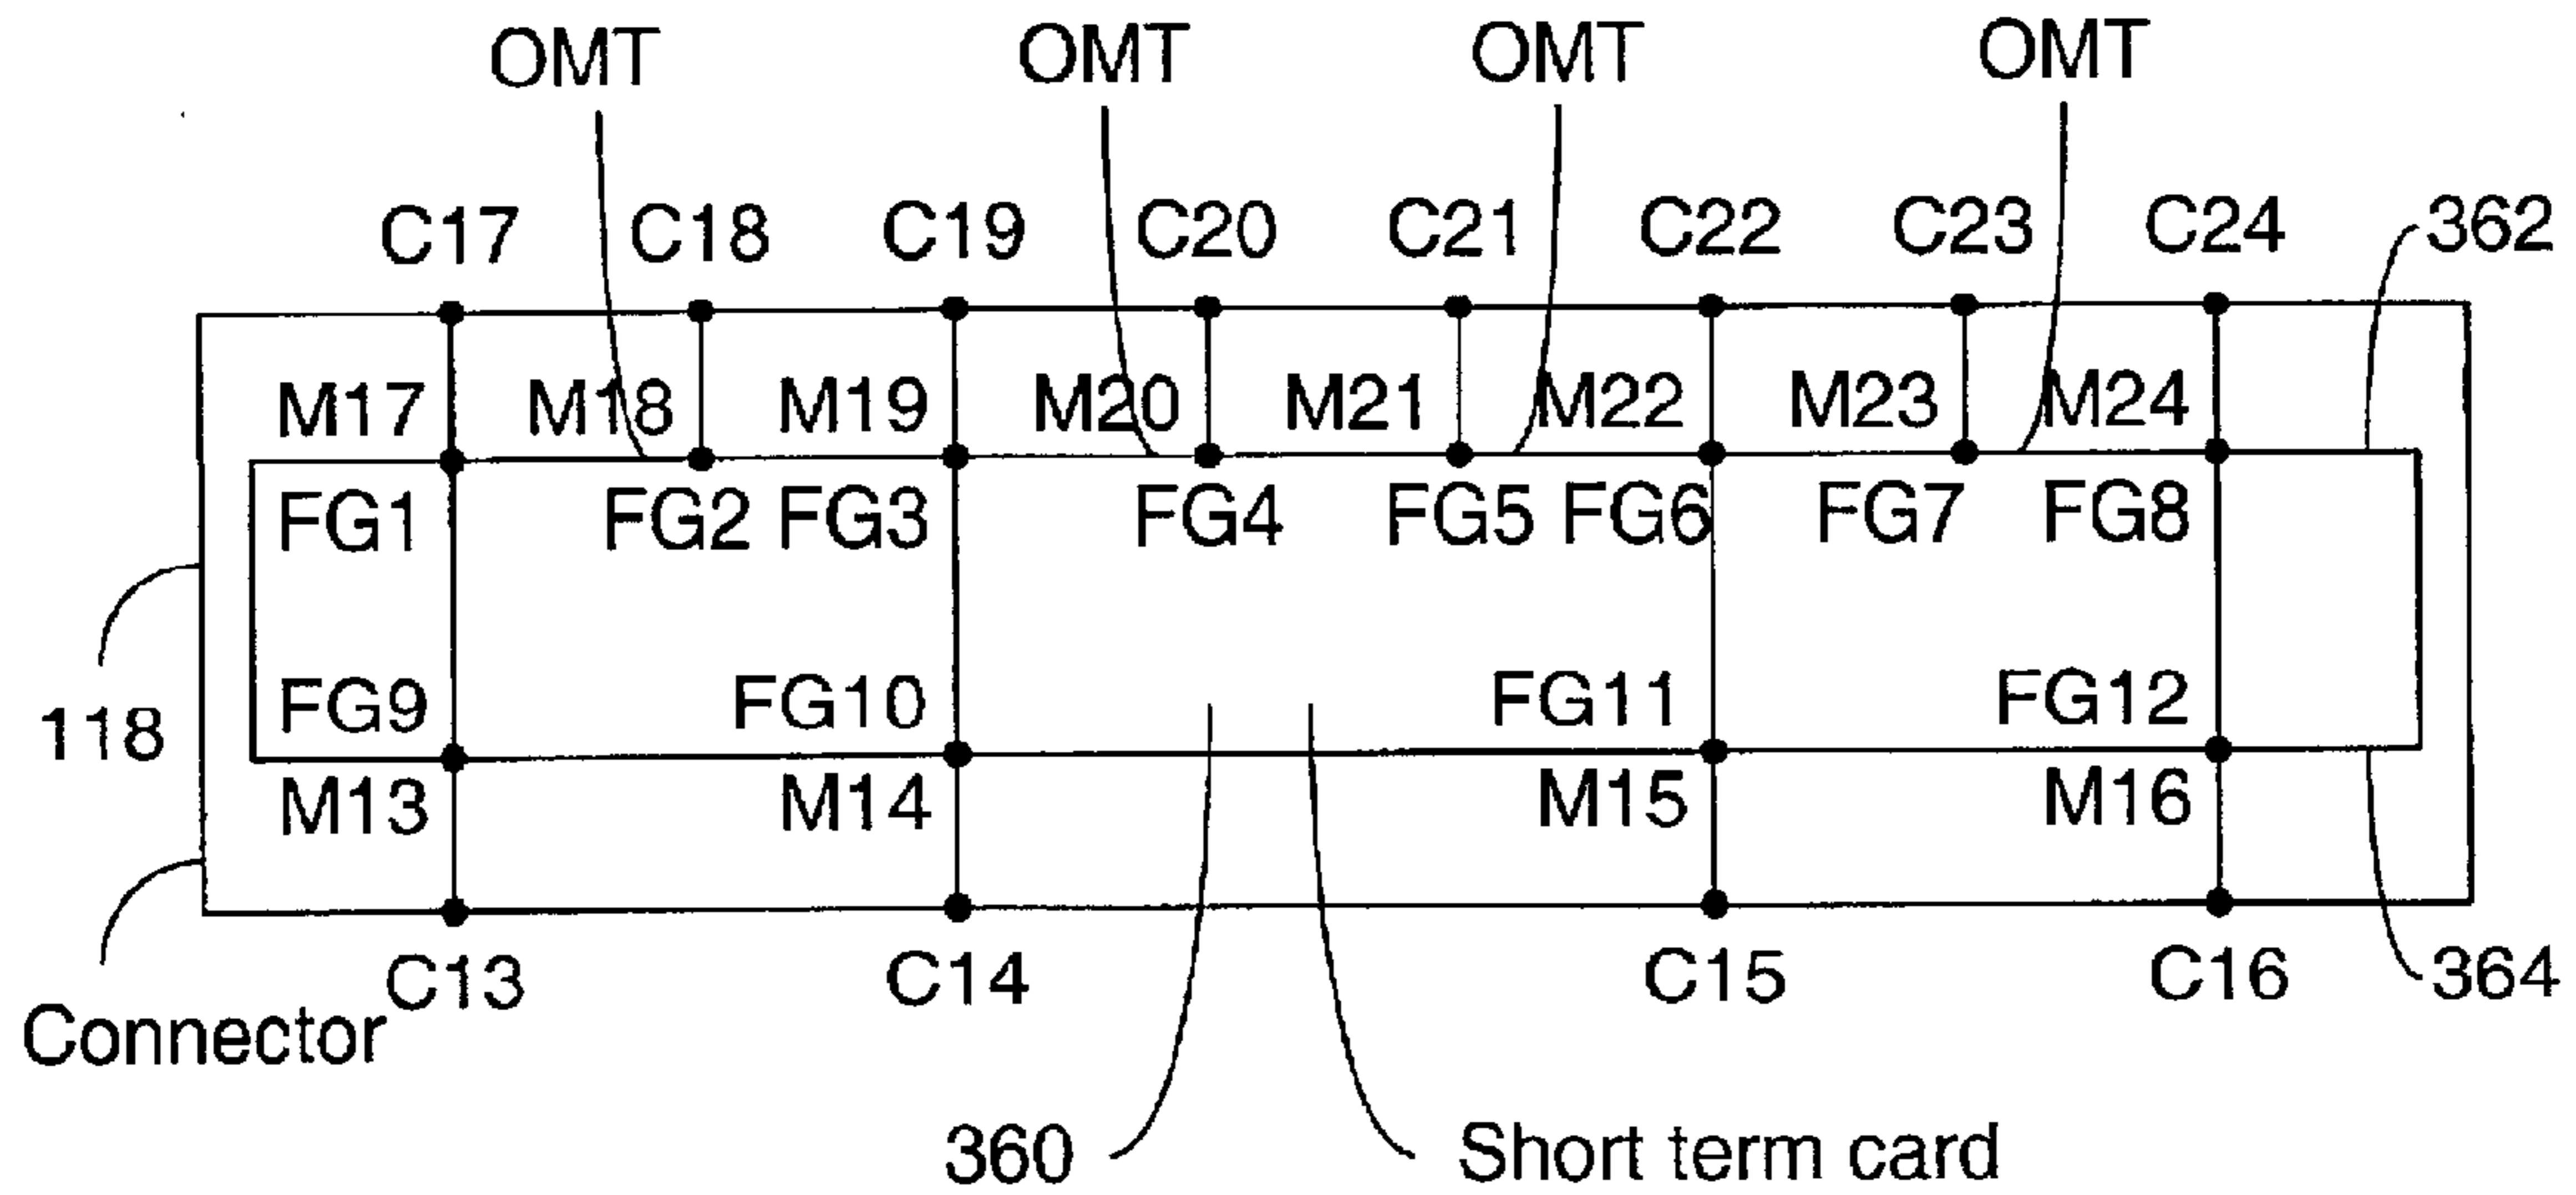 OMT OMT OMT OMT
C17 C18 C19 C20 C21 C22 C23 C24 362
M17 M18 M19 M20 M21 M22 M23 M24
FG1 FG2 FG3 FG4 FG5 FG6 FG7 FG8
118 FG9 FG10 FG11 FG12
M13 M14 M15 M16
C13 C14 C15 C16 364
Connector
360 Short term card